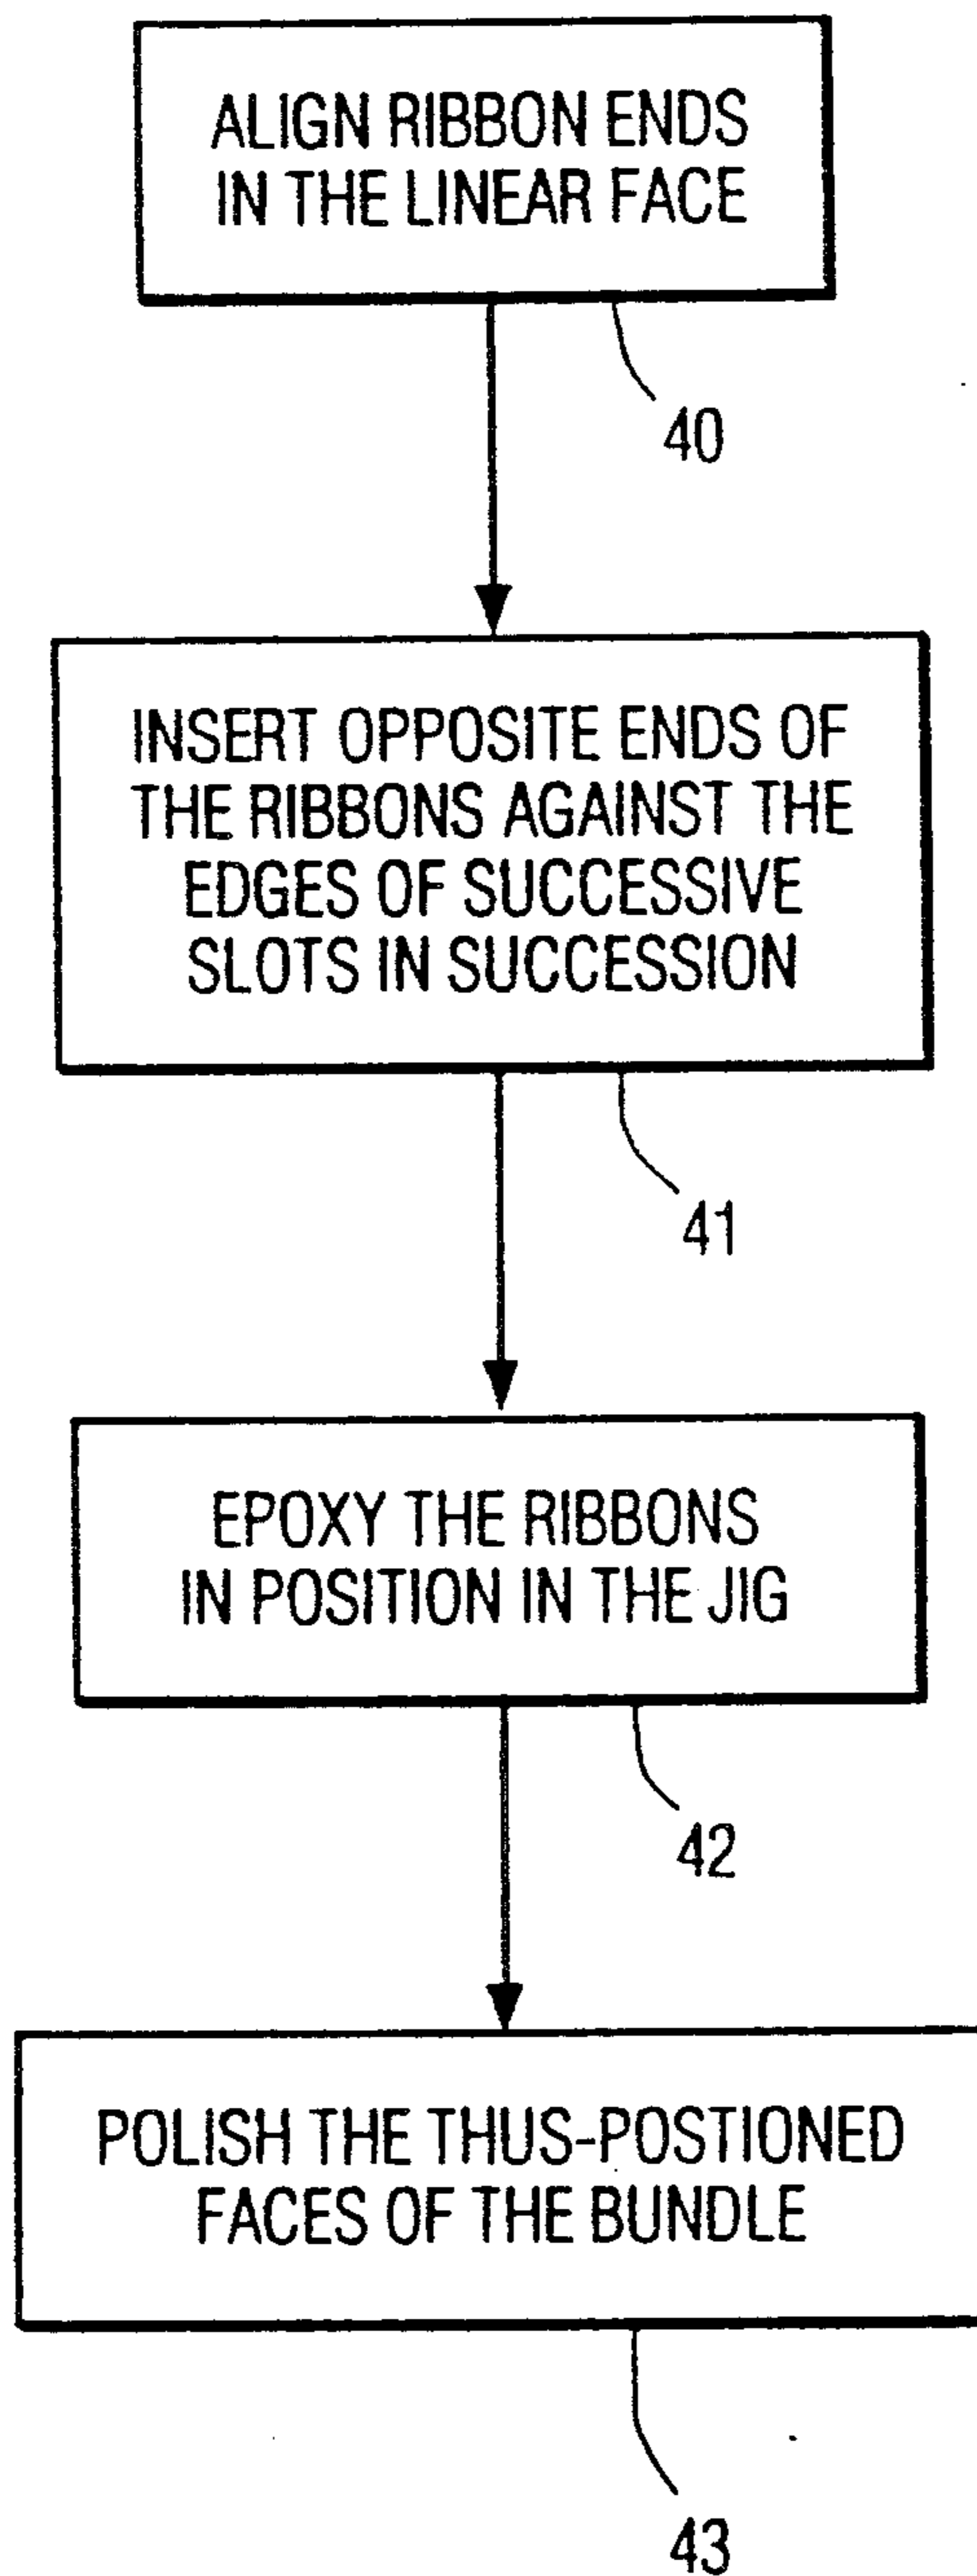 ALIGN RIBBON ENDS
IN THE LINEAR FACE
40
INSERT OPPOSITE ENDS OF
THE RIBBONS AGAINST THE
EDGES OF SUCCESSIVE
SLOTS IN SUCCESSION
41
EPOXY THE RIBBONS
IN POSITION IN THE JIG
42
POLISH THE THUS-POSTIONED
FACES OF THE BUNDLE
43